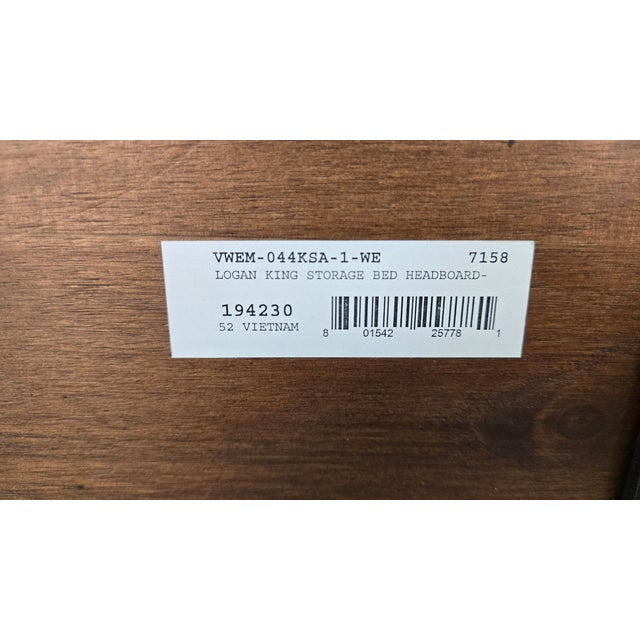 VWEM-044KSA-1-WE 7158
LOGAN KING STORAGE BED HEADBOARD-
194230
52 VIETNAM
8 01542 25778 1